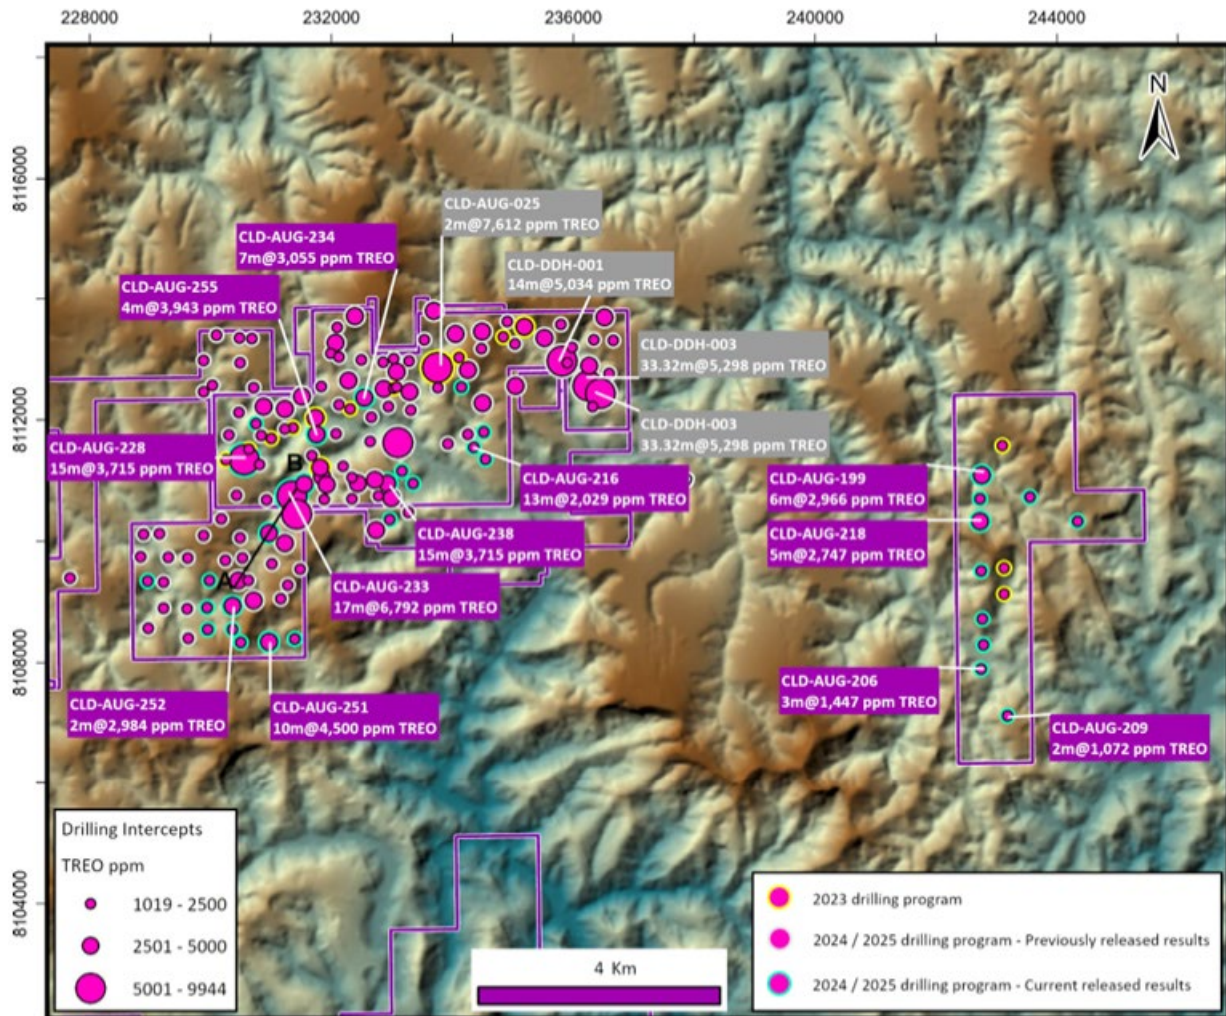 228000
232000
236000
240000
244000
N
8116000
8112000
8108000
8104000
CLD-AUG-025
2m@7,612 ppm TREO
CLD-AUG-234
7m@3,055 ppm TREO
CLD-DDH-001
14m@5,034 ppm TREO
CLD-AUG-255
4m@3,943 ppm TREO
CLD-DDH-003
33.32m@5,298 ppm TREO
CLD-DDH-003
33.32m@5,298 ppm TREO
CLD-AUG-228
15m@3,715 ppm TREO
B
CLD-AUG-216
13m@2,029 ppm TREO
CLD-AUG-199
6m@2,966 ppm TREO
CLD-AUG-218
5m@2,747 ppm TREO
CLD-AUG-238
15m@3,715 ppm TREO
A
CLD-AUG-233
17m@6,792 ppm TREO
CLD-AUG-206
3m@1,447 ppm TREO
CLD-AUG-252
2m@2,984 ppm TREO
CLD-AUG-251
10m@4,500 ppm TREO
CLD-AUG-209
2m@1,072 ppm TREO
Drilling Intercepts
TREO ppm
1019 - 2500
2501 - 5000
5001 - 9944
4 Km
2023 drilling program
2024 / 2025 drilling program - Previously released results
2024 / 2025 drilling program - Current released results